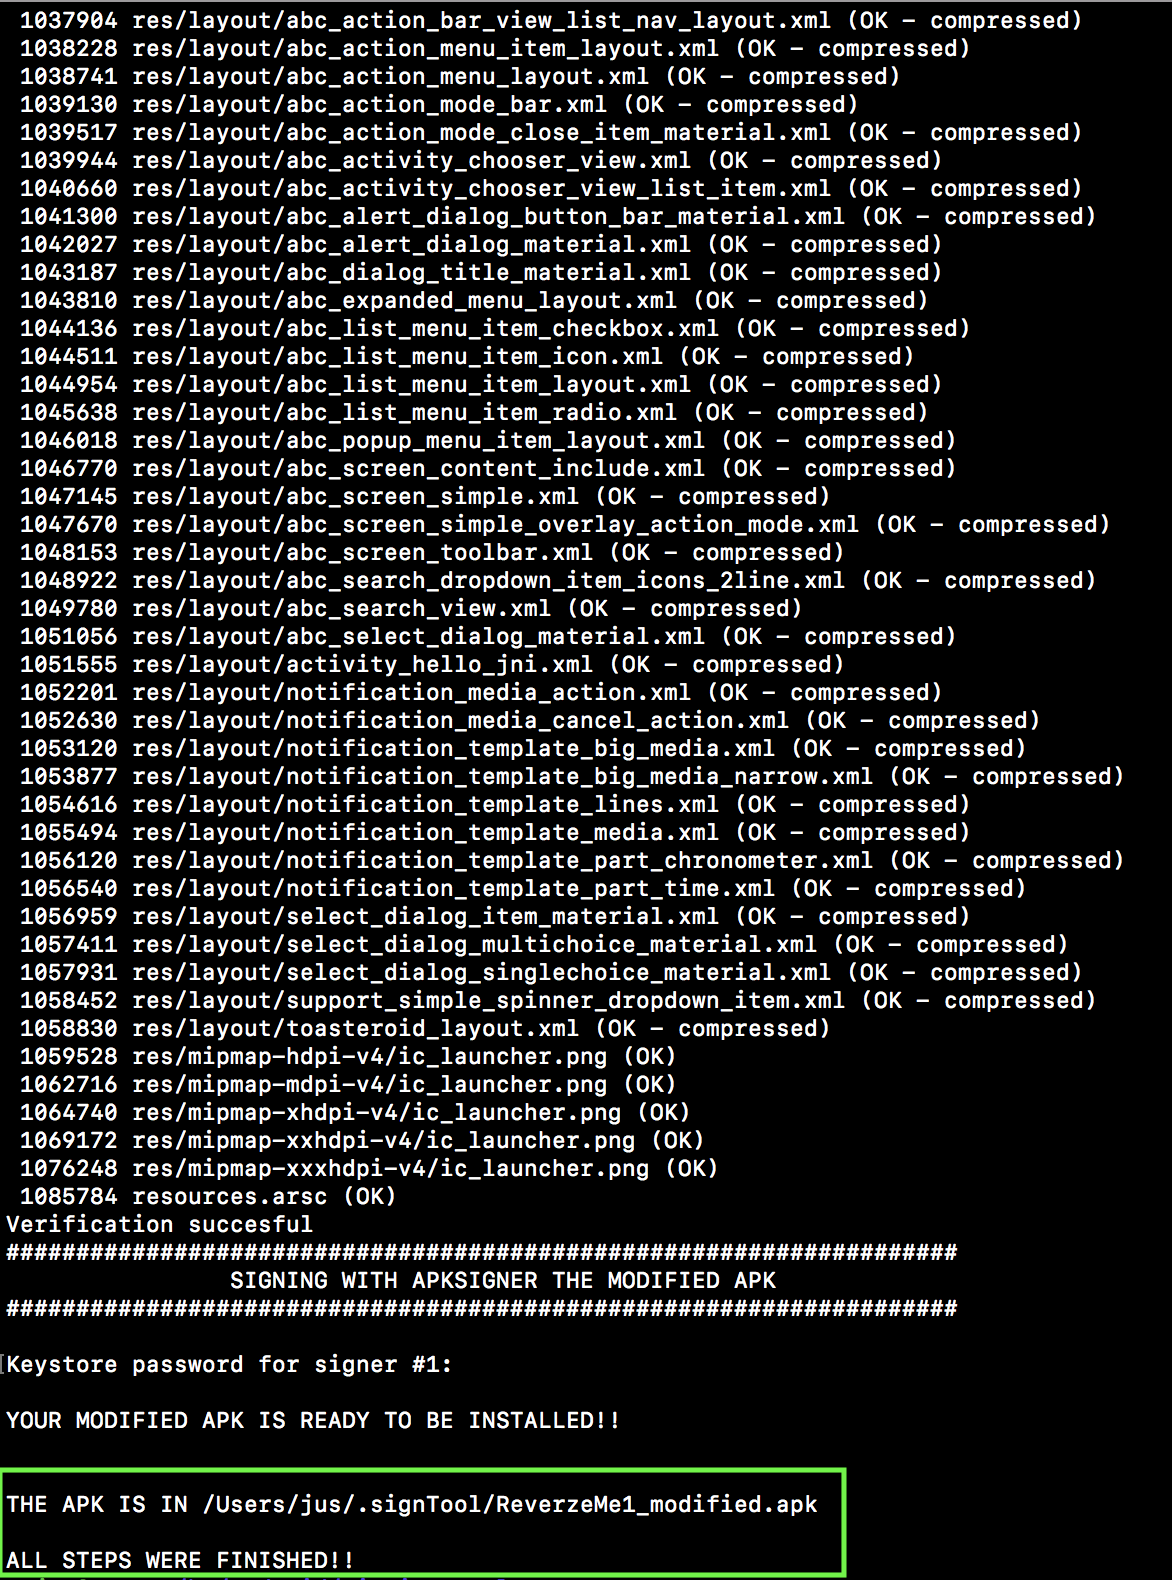 1037904 res/layout/abc_action_bar_view_list_nav_layout.xml (OK - compressed)
1038228 res/layout/abc_action_menu_item_layout.xml (OK - compressed)
1038741 res/layout/abc_action_menu_layout.xml (OK - compressed)
1039130 res/layout/abc_action_mode_bar.xml (OK - compressed)
1039517 res/layout/abc_action_mode_close_item_material.xml (OK - compressed)
1039944 res/layout/abc_activity_chooser_view.xml (OK - compressed)
1040660 res/layout/abc_activity_chooser_view_list_item.xml (OK - compressed)
1041300 res/layout/abc_alert_dialog_button_bar_material.xml (OK - compressed)
1042027 res/layout/abc_alert_dialog_material.xml (OK - compressed)
1043187 res/layout/abc_dialog_title_material.xml (OK - compressed)
1043810 res/layout/abc_expanded_menu_layout.xml (OK - compressed)
1044136 res/layout/abc_list_menu_item_checkbox.xml (OK - compressed)
1044511 res/layout/abc_list_menu_item_icon.xml (OK - compressed)
1044954 res/layout/abc_list_menu_item_layout.xml (OK - compressed)
1045638 res/layout/abc_list_menu_item_radio.xml (OK - compressed)
1046018 res/layout/abc_popup_menu_item_layout.xml (OK - compressed)
1046770 res/layout/abc_screen_content_include.xml (OK - compressed)
1047145 res/layout/abc_screen_simple.xml (OK - compressed)
1047670 res/layout/abc_screen_simple_overlay_action_mode.xml (OK - compressed)
1048153 res/layout/abc_screen_toolbar.xml (OK - compressed)
1048922 res/layout/abc_search_dropdown_item_icons_2line.xml (OK - compressed)
1049780 res/layout/abc_search_view.xml (OK - compressed)
1051056 res/layout/abc_select_dialog_material.xml (OK - compressed)
1051555 res/layout/activity_hello_jni.xml (OK - compressed)
1052201 res/layout/notification_media_action.xml (OK - compressed)
1052630 res/layout/notification_media_cancel_action.xml (OK - compressed)
1053120 res/layout/notification_template_big_media.xml (OK - compressed)
1053877 res/layout/notification_template_big_media_narrow.xml (OK - compressed)
1054616 res/layout/notification_template_lines.xml (OK - compressed)
1055494 res/layout/notification_template_media.xml (OK - compressed)
1056120 res/layout/notification_template_part_chronometer.xml (OK - compressed)
1056540 res/layout/notification_template_part_time.xml (OK - compressed)
1056959 res/layout/select_dialog_item_material.xml (OK - compressed)
1057411 res/layout/select_dialog_multichoice_material.xml (OK - compressed)
1057931 res/layout/select_dialog_singlechoice_material.xml (OK - compressed)
1058452 res/layout/support_simple_spinner_dropdown_item.xml (OK - compressed)
1058830 res/layout/toasteroid_layout.xml (OK - compressed)
1059528 res/mipmap-hdpi-v4/ic_launcher.png (OK)
1062716 res/mipmap-mdpi-v4/ic_launcher.png (OK)
1064740 res/mipmap-xhdpi-v4/ic_launcher.png (OK)
1069172 res/mipmap-xxhdpi-v4/ic_launcher.png (OK)
1076248 res/mipmap-xxxhdpi-v4/ic_launcher.png (OK)
1085784 resources.arsc (OK)
Verification succesful
####################################################################
SIGNING WITH APKSIGNER THE MODIFIED APK
####################################################################
Keystore password for signer #1:
YOUR MODIFIED APK IS READY TO BE INSTALLED!!
THE APK IS IN /Users/jus/.signTool/ReverzeMe1_modified.apk
ALL STEPS WERE FINISHED!!